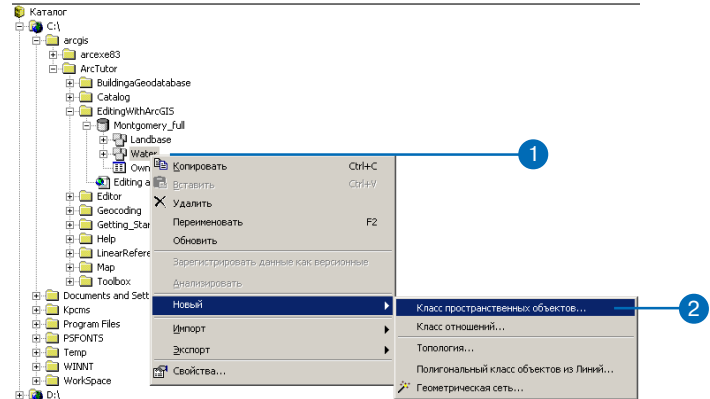 Каталог
C:\
arcgis
arcexe83
ArcTutor
BuildingaGeodatabase
Catalog
EditingWithArcGIS
Montgomery_full
Landbase
Water
1
Own
Editing a
Editor
Geocoding
Getting_Star
Help
LinearRefere
Map
Toolbox
Documents and Sett
Kpcms
Program Files
PSFONTS
Temp
WINNT
WorkSpace
D:\
Копировать Ctrl+C
Вставить Ctrl+V
Удалить
Переименовать F2
Обновить
Зарегистрировать данные как версионные
Анализировать
Новый
Импорт
Экспорт
Свойства...
Класс пространственных объектов...
2
Класс отношений...
Топология...
Полигональный класс объектов из Линий...
Геометрическая сеть...